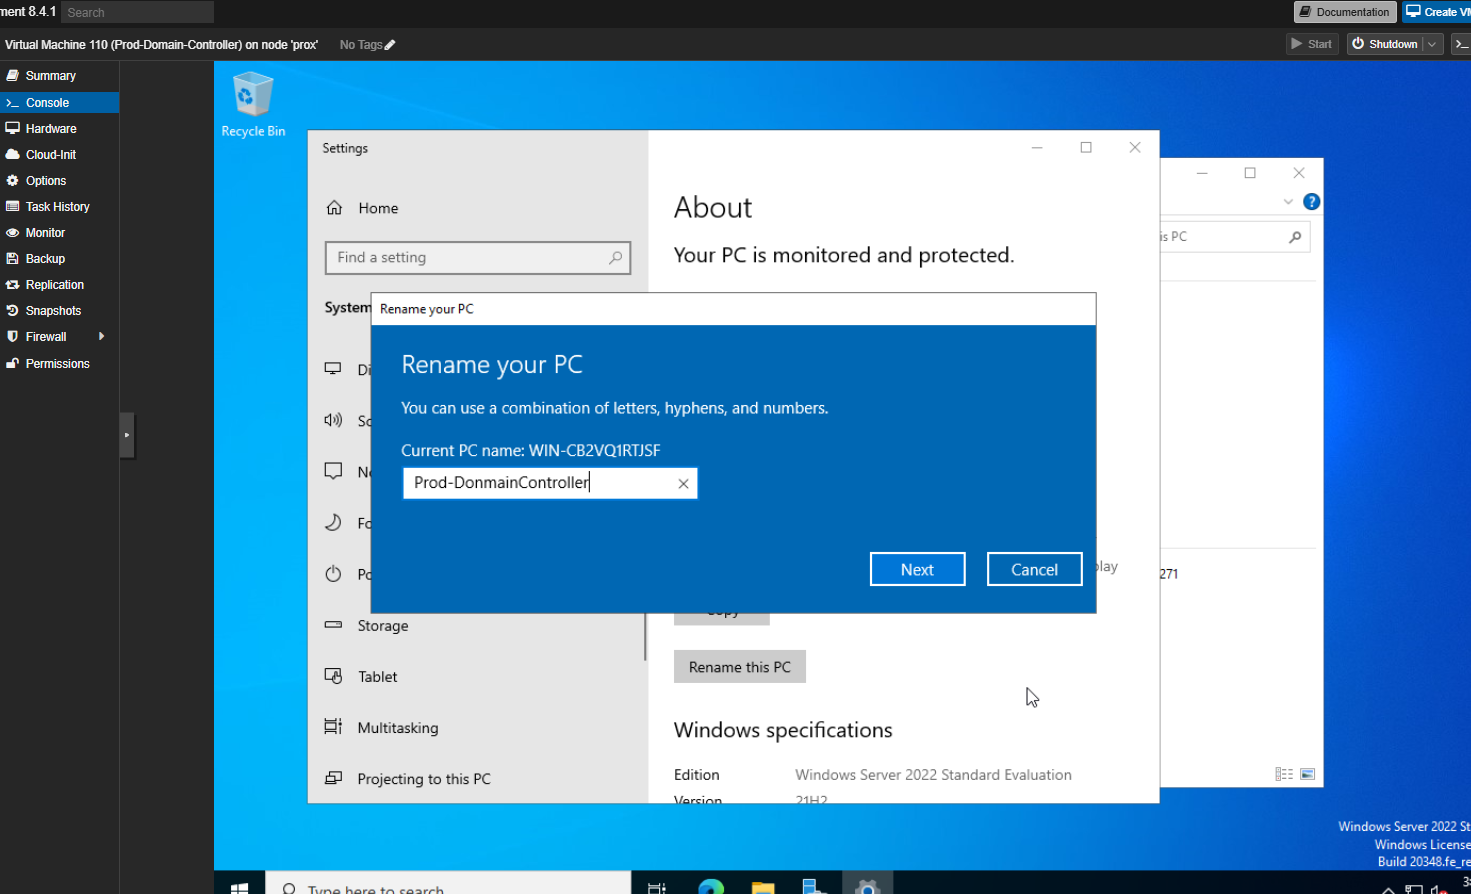 ment 8.4.1
Search
Documentation
Create VM
Virtual Machine 110 (Prod-Domain-Controller) on node 'prox'
No Tags
Start
Shutdown
Summary
Console
Hardware
Cloud-Init
Options
Task History
Monitor
Backup
Replication
Snapshots
Firewall
Permissions
Recycle Bin
Settings
Home
Find a setting
System
Di
So
No
Fo
Po
Storage
Tablet
Multitasking
Projecting to this PC
About
Your PC is monitored and protected.
Rename your PC
Rename your PC
You can use a combination of letters, hyphens, and numbers.
Current PC name: WIN-CB2VQ1RTJSF
Prod-DonmainController
Next
Cancel
play
Copy
Rename this PC
Windows specifications
Edition
Windows Server 2022 Standard Evaluation
Version
21H2
is PC
271
Windows Server 2022 St
Windows License
Build 20348.fe_re
Type here to search